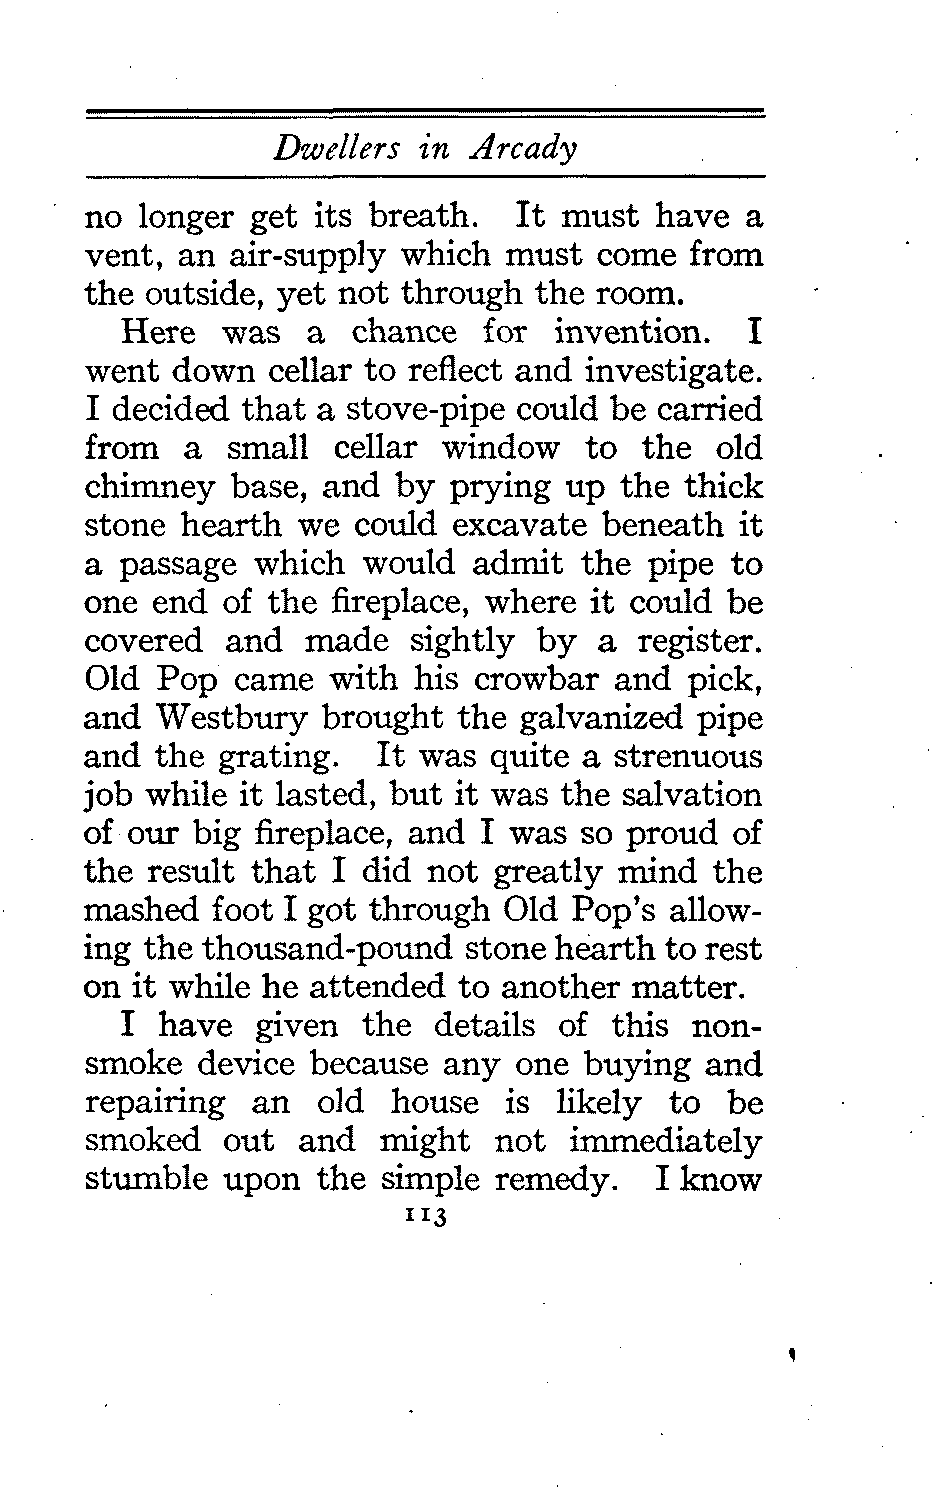 Dwellers in Arcady
no longer get its breath. It must have a
vent, an air-supply which must come from
the outside, yet not through the room.
Here was a chance for invention. I
went down cellar to reflect and investigate.
I decided that a stove-pipe could be carried
from a small cellar window to the old
chimney base, and by prying up the thick
stone hearth we could excavate beneath it
a passage which would admit the pipe to
one end of the fireplace, where it could be
covered and made sightly by a register.
Old Pop came with his crowbar and pick,
and Westbury brought the galvanized pipe
and the grating. It was quite a strenuous
job while it lasted, but it was the salvation
of our big fireplace, and I was so proud of
the result that I did not greatly mind the
mashed foot I got through Old Pop's allow-
ing the thousand-pound stone hearth to rest
on it while he attended to another matter.
I have given the details of this non-
smoke device because any one buying and
repairing an old house is likely to be
smoked out and might not immediately
stumble upon the simple remedy. I know
113